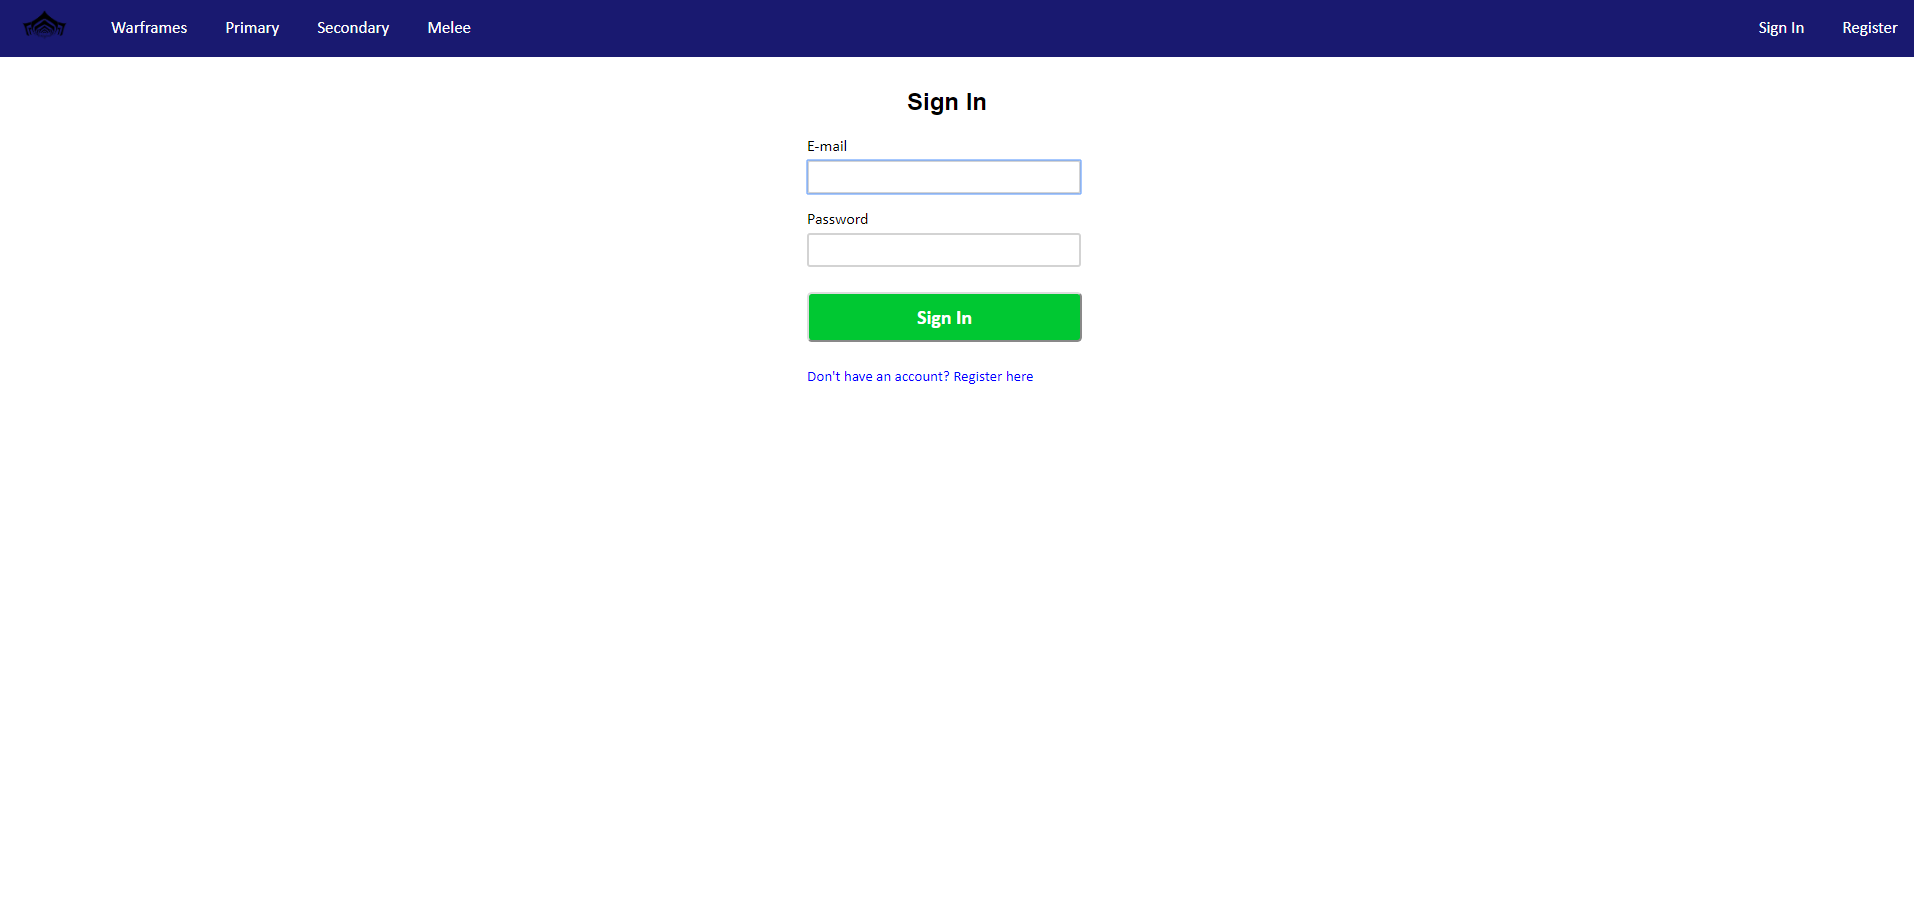 Warframes Primary Secondary Melee Sign In Register
Sign In
E-mail
Password
Sign In
Don't have an account? Register here